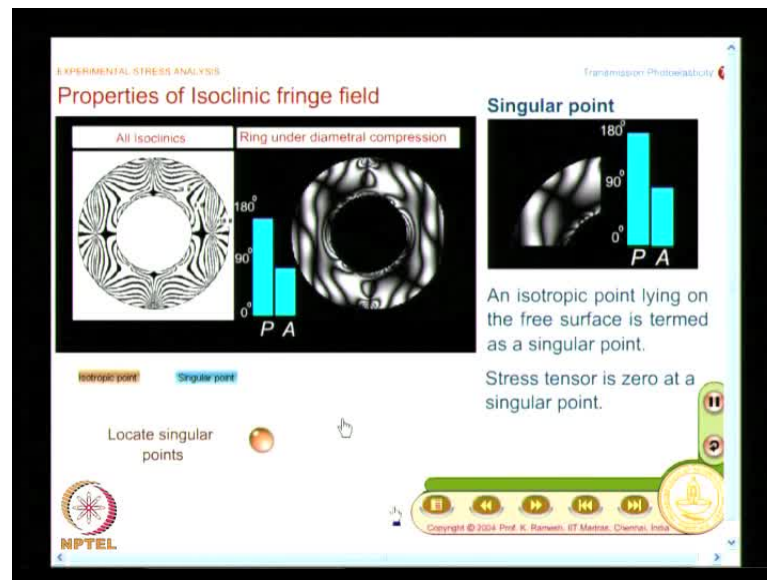 EXPERIMENTAL STRESS ANALYSIS
Transmission Photoelasticity
Properties of Isoclinic fringe field
Singular point
All Isoclinics
Ring under diametral compression
180°
90°
0°
P A
180°
90°
0°
P A
An isotropic point lying on
the free surface is termed
as a singular point.
Stress tensor is zero at a
singular point.
Isotropic point
Singular point
Locate singular
points
NPTEL
Copyright © 2004 Prof. K. Ramesh, IIT Madras, Chennai, India